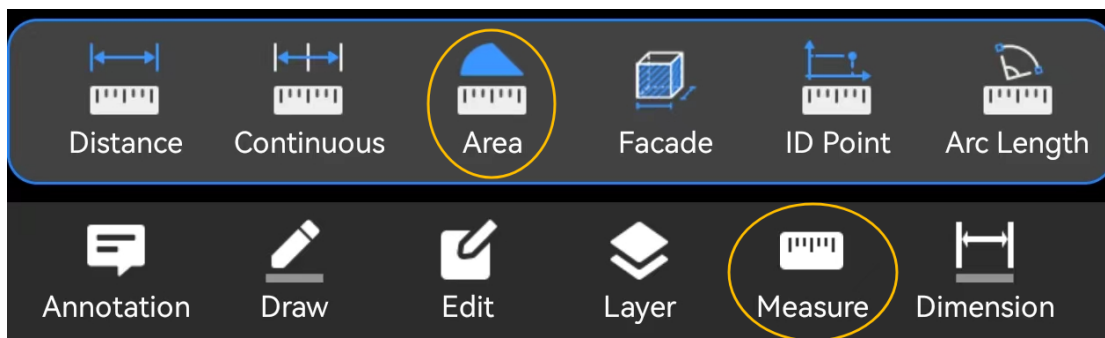 Distance Continuous Area Facade ID Point Arc Length
Annotation Draw Edit Layer Measure Dimension